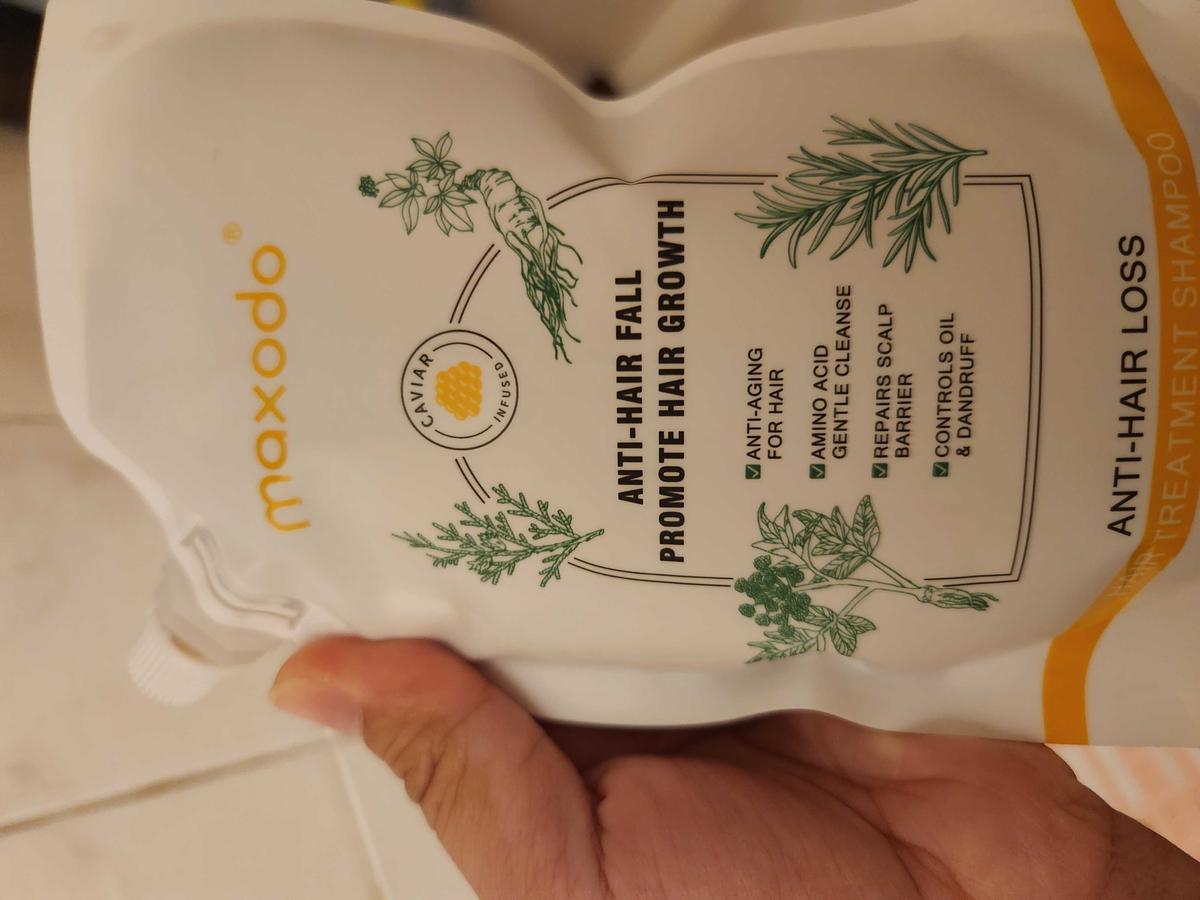 maxodo®
CAVIAR
INFUSED
ANTI-HAIR FALL
PROMOTE HAIR GROWTH
ANTI-AGING
FOR HAIR
AMINO ACID
GENTLE CLEANSE
REPAIRS SCALP
BARRIER
CONTROLS OIL
& DANDRUFF
ANTI-HAIR LOSS
HAIR TREATMENT SHAMPOO